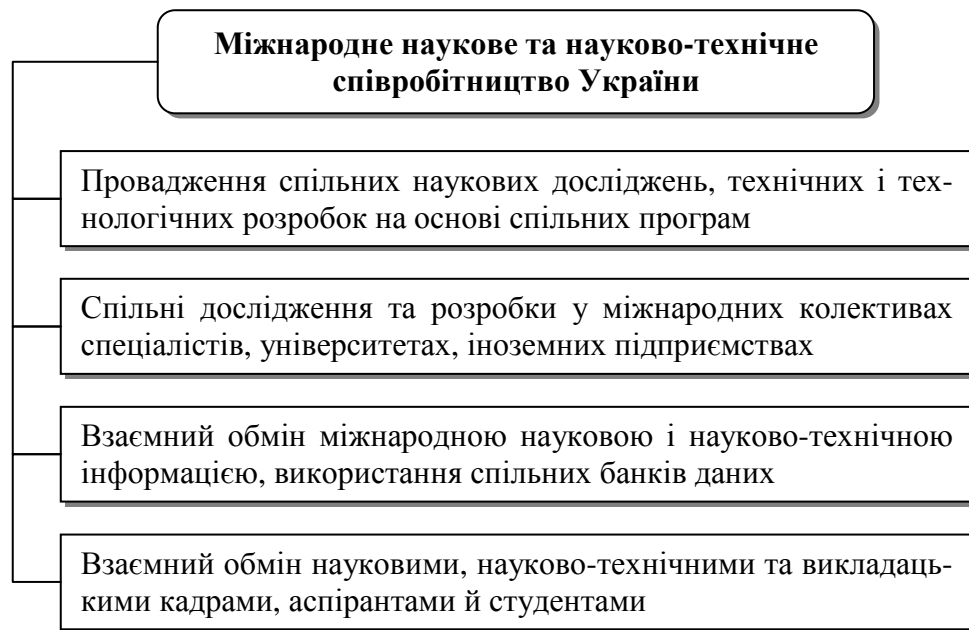 Міжнародне наукове та науково-технічне
співробітництво України
Провадження спільних наукових досліджень, технічних і тех-
нологічних розробок на основі спільних програм
Спільні дослідження та розробки у міжнародних колективах
спеціалістів, університетах, іноземних підприємствах
Взаємний обмін міжнародною науковою і науково-технічною
інформацією, використання спільних банків даних
Взаємний обмін науковими, науково-технічними та викладаць-
кими кадрами, аспірантами й студентами